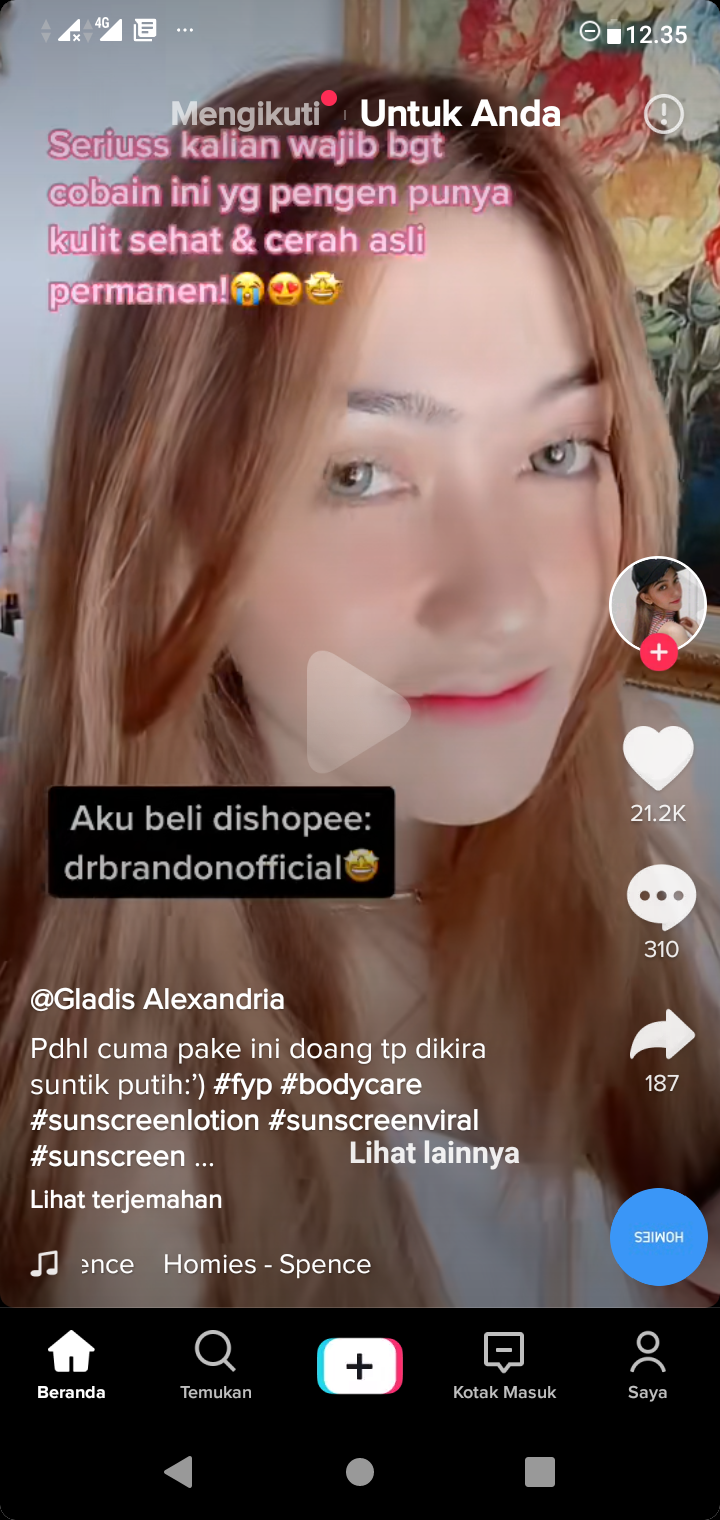 4G
12.35
Mengikuti
Untuk Anda
Seriuss kalian wajib bgt
cobain ini yg pengen punya
kulit sehat & cerah asli
permanen!😭😍🤩
Aku beli dishopee:
drbrandonofficial🤩
21.2K
310
187
@Gladis Alexandria
Pdhl cuma pake ini doang tp dikira
suntik putih:’) #fyp #bodycare
#sunscreenlotion #sunscreenviral
#sunscreen ...
Lihat lainnya
Lihat terjemahan
ence Homies - Spence
HOMIES
Beranda
Temukan
Kotak Masuk
Saya